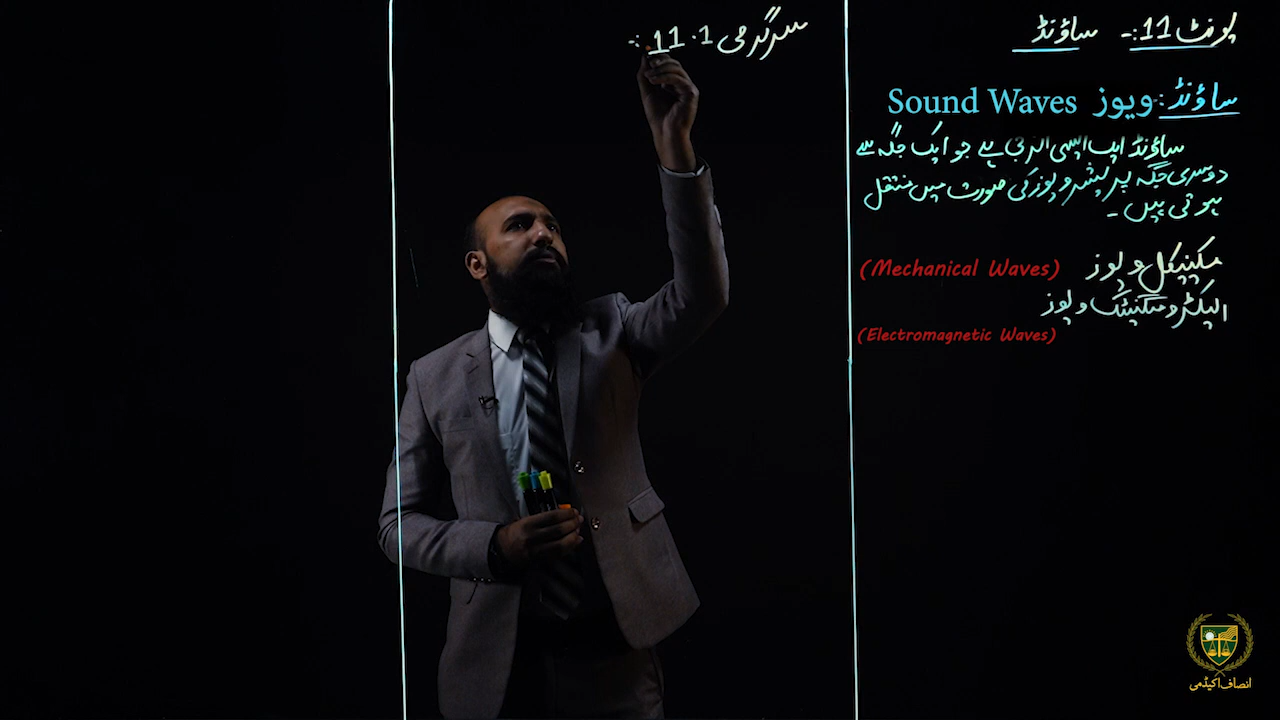 یونٹ 11:- ساؤنڈ
ساؤنڈ: ویوز Sound Waves
ساؤنڈ ایک ایسی انرجی ہے جو ایک جگہ سے
دوسری جگہ پر پریشر ویوز کی صورت میں منتقل
ہوتی ہیں ۔
مکینیکل ویوز (Mechanical Waves)
الیکٹرومیگنیٹک ویوز
(Electromagnetic Waves)
سرگرمی 11.1 :-
انصاف اکیڈمی